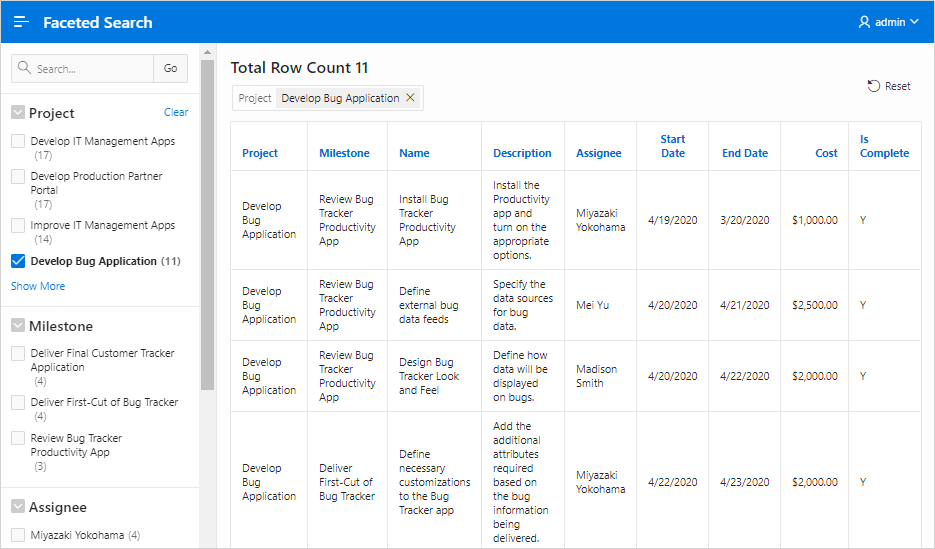 Faceted Search
admin
Search...
Go
Project
Clear
Develop IT Management Apps
(17)
Develop Production Partner
Portal
(17)
Improve IT Management Apps
(14)
Develop Bug Application (11)
Show More
Milestone
Deliver Final Customer Tracker
Application
(4)
Deliver First-Cut of Bug Tracker
(4)
Review Bug Tracker
Productivity App
(3)
Assignee
Miyazaki Yokohama (4)
Total Row Count 11
Project Develop Bug Application
Reset
Project
Milestone
Name
Description
Assignee
Start
Date
End Date
Cost
Is
Complete
Develop
Bug
Application
Review Bug
Tracker
Productivity
App
Install Bug
Tracker
Productivity
App
Install the
Productivity
app and
turn on the
appropriate
options.
Miyazaki
Yokohama
4/19/2020
3/20/2020
$1,000.00
Y
Develop
Bug
Application
Review Bug
Tracker
Productivity
App
Define
external bug
data feeds
Specify the
data sources
for bug
data.
Mei Yu
4/20/2020
4/21/2020
$2,500.00
Y
Develop
Bug
Application
Review Bug
Tracker
Productivity
App
Design Bug
Tracker Look
and Feel
Define how
data will be
displayed
on bugs.
Madison
Smith
4/20/2020
4/22/2020
$2,000.00
Y
Develop
Bug
Application
Deliver
First-Cut of
Bug Tracker
Define
necessary
customizations
to the Bug
Tracker app
Add the
additional
attributes
required
based on
the bug
information
being
delivered.
Miyazaki
Yokohama
4/22/2020
4/23/2020
$2,000.00
Y